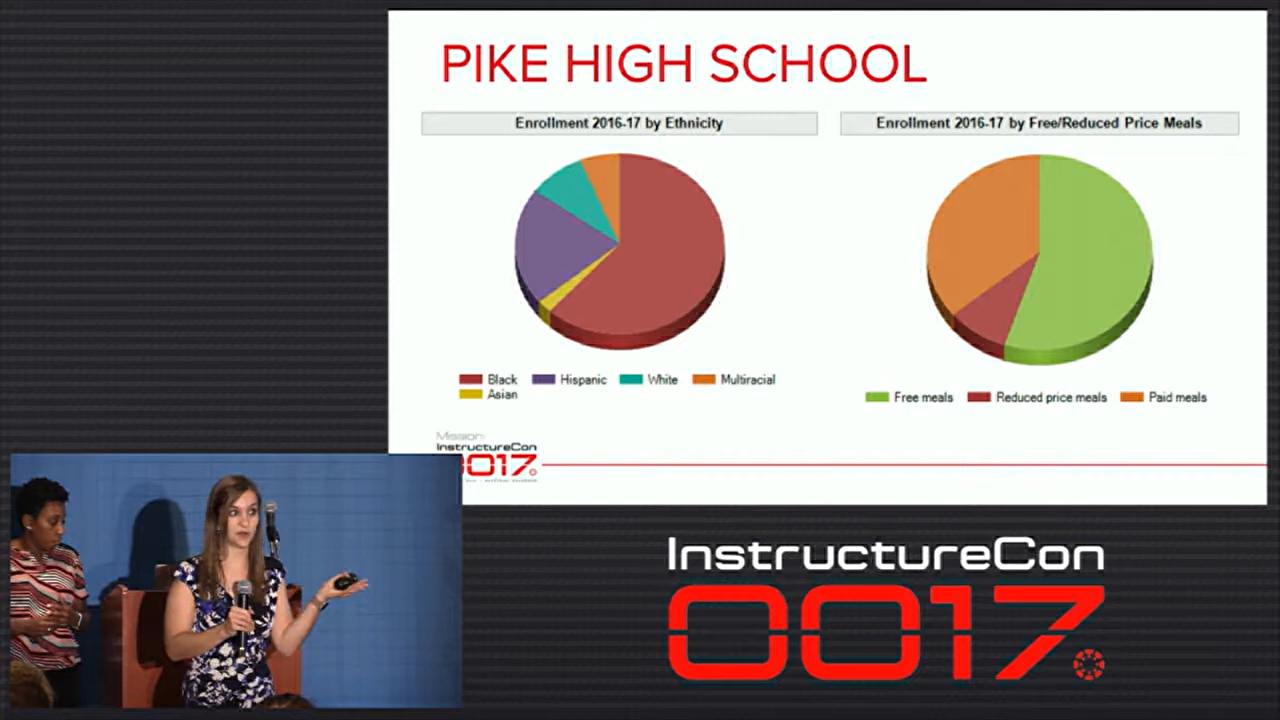 PIKE HIGH SCHOOL
Enrollment 2016-17 by Ethnicity
Enrollment 2016-17 by Free/Reduced Price Meals
Black Hispanic White Multiracial
Asian
Free meals Reduced price meals Paid meals
Mission:
InstructureCon
0017
InstructureCon
0017